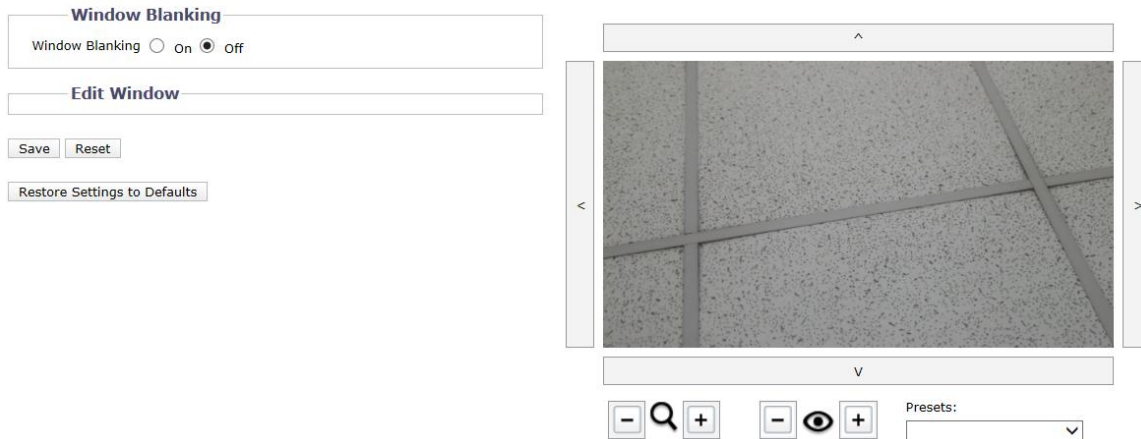 Window Blanking
Window Blanking On Off
Edit Window
Save Reset
Restore Settings to Defaults
^
<
>
v
- + - +
Presets: